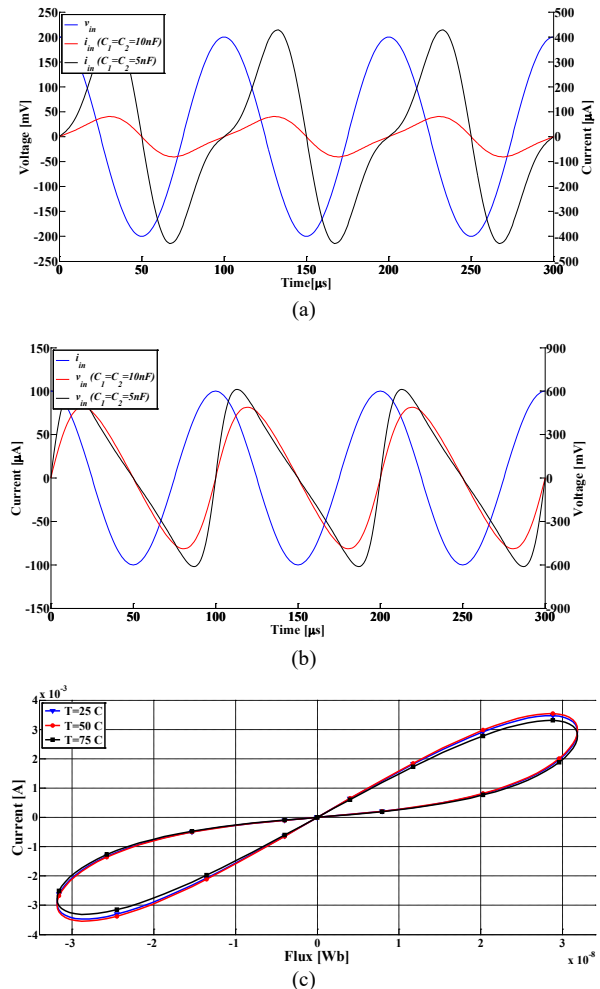 250
200
150
100
50
0
-50
-100
-150
-200
-250
Voltage [mV]
v_in
i_in (C_1=C_2=10nF)
i_in (C_1=C_2=5nF)
500
400
300
200
100
0
-100
-200
-300
-400
-500
Current [μA]
0 50 100 150 200 250 300
Time[μs]
(a)
150
100
50
0
-50
-100
-150
Current [μA]
i_in
v_in (C_1=C_2=10nF)
v_in (C_1=C_2=5nF)
900
600
300
0
-300
-600
-900
Voltage [mV]
0 50 100 150 200 250 300
Time [μs]
(b)
x 10^-3
4
3
2
1
0
-1
-2
-3
-4
Current [A]
T=25 C
T=50 C
T=75 C
-3 -2 -1 0 1 2 3
x 10^-8
Flux [Wb]
(c)